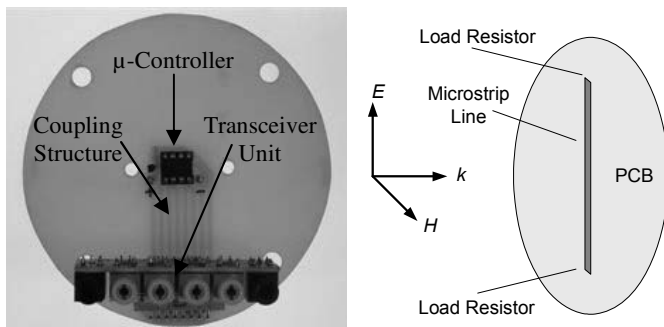 µ-Controller
Coupling
Structure
Transceiver
Unit
Load Resistor
Microstrip
Line
E
k
H
PCB
Load Resistor